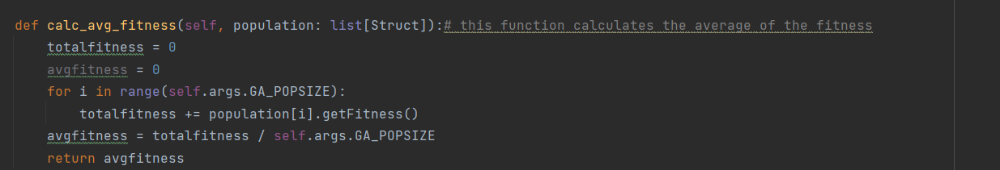 def calc_avg_fitness(self, population: list[Struct]):# this function calculates the average of the fitness
    totalfitness = 0
    avgfitness = 0
    for i in range(self.args.GA_POPSIZE):
        totalfitness += population[i].getFitness()
    avgfitness = totalfitness / self.args.GA_POPSIZE
    return avgfitness